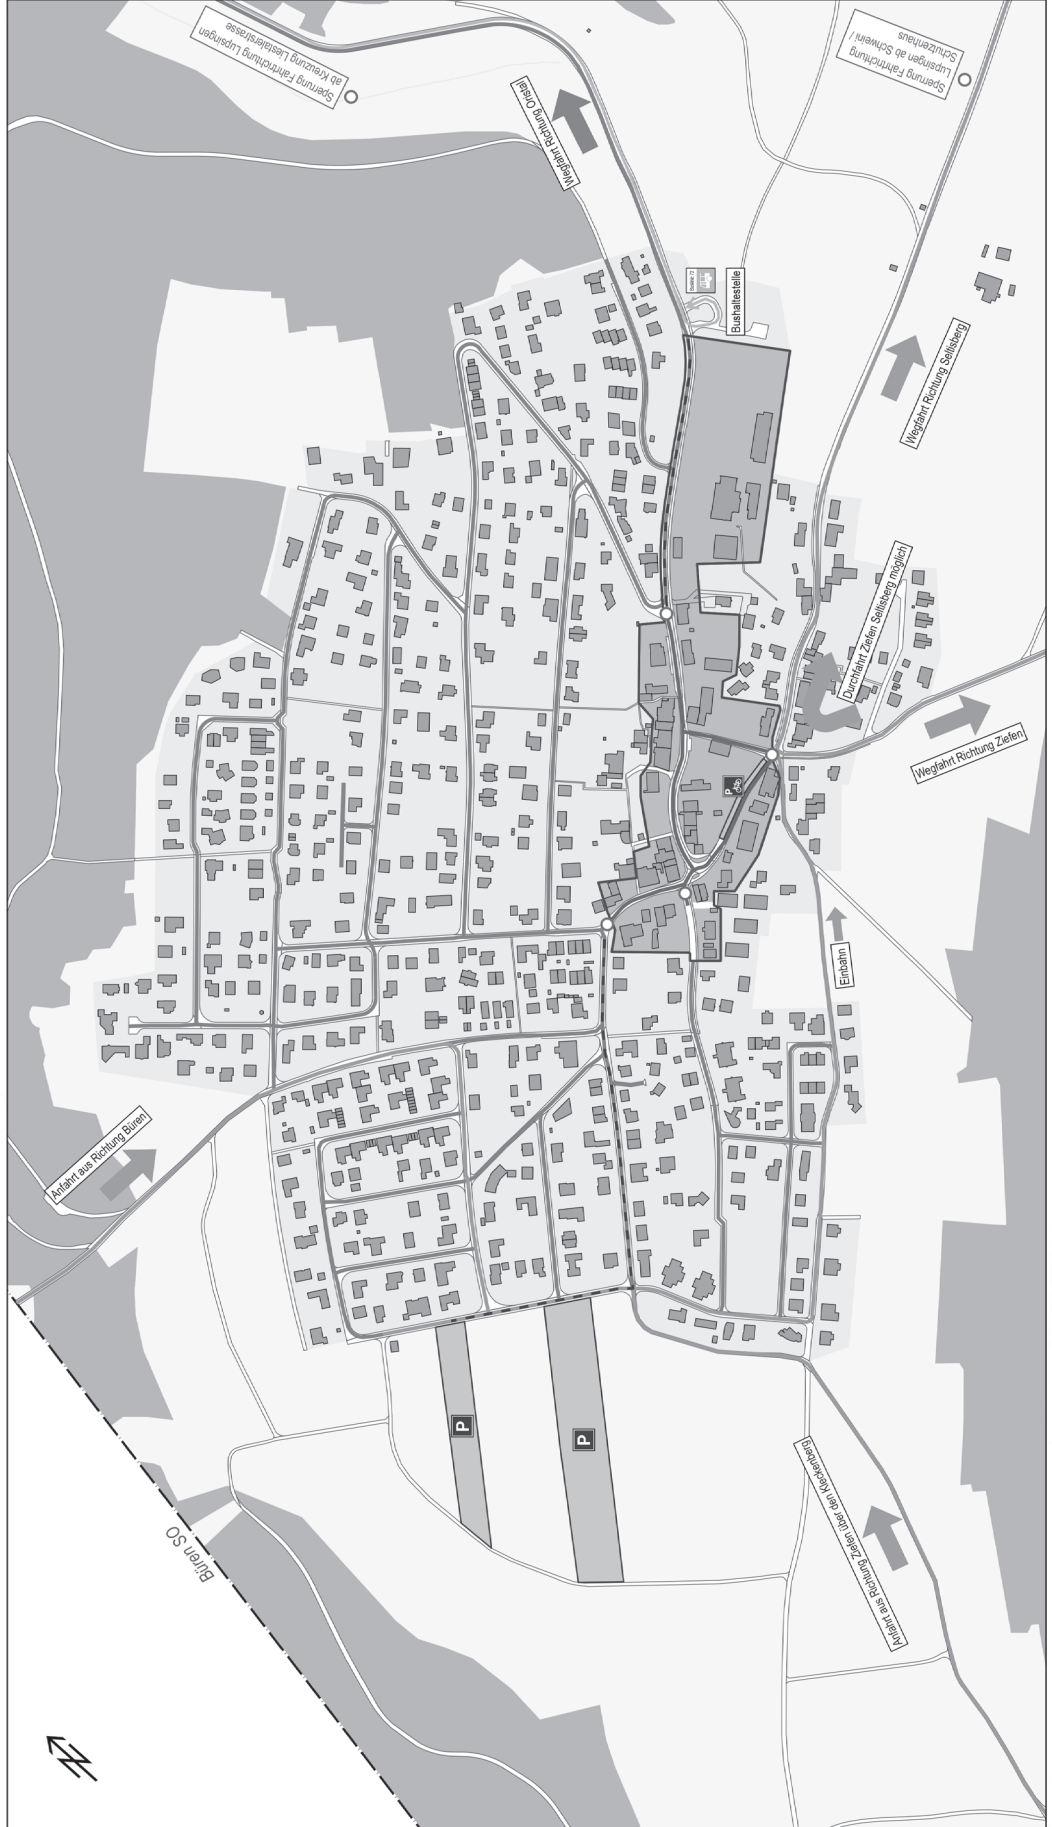 Sperrung Fahrtrichtung Lupsingen
ab Kreuzung Liestalerstrasse
Sperrung Fahrtrichtung
Lupsingen ab Schweini /
Schützenhaus
Wegfahrt Richtung Oristal
Bushaltestelle
Wegfahrt Richtung Seltisberg
Durchfahrt Ziefen Seltisberg möglich
Wegfahrt Richtung Ziefen
P
Einbahn
Anfahrt aus Richtung Büren
P
P
Anfahrt aus Richtung Ziefen über den Kleckenberg
Büren SO
N